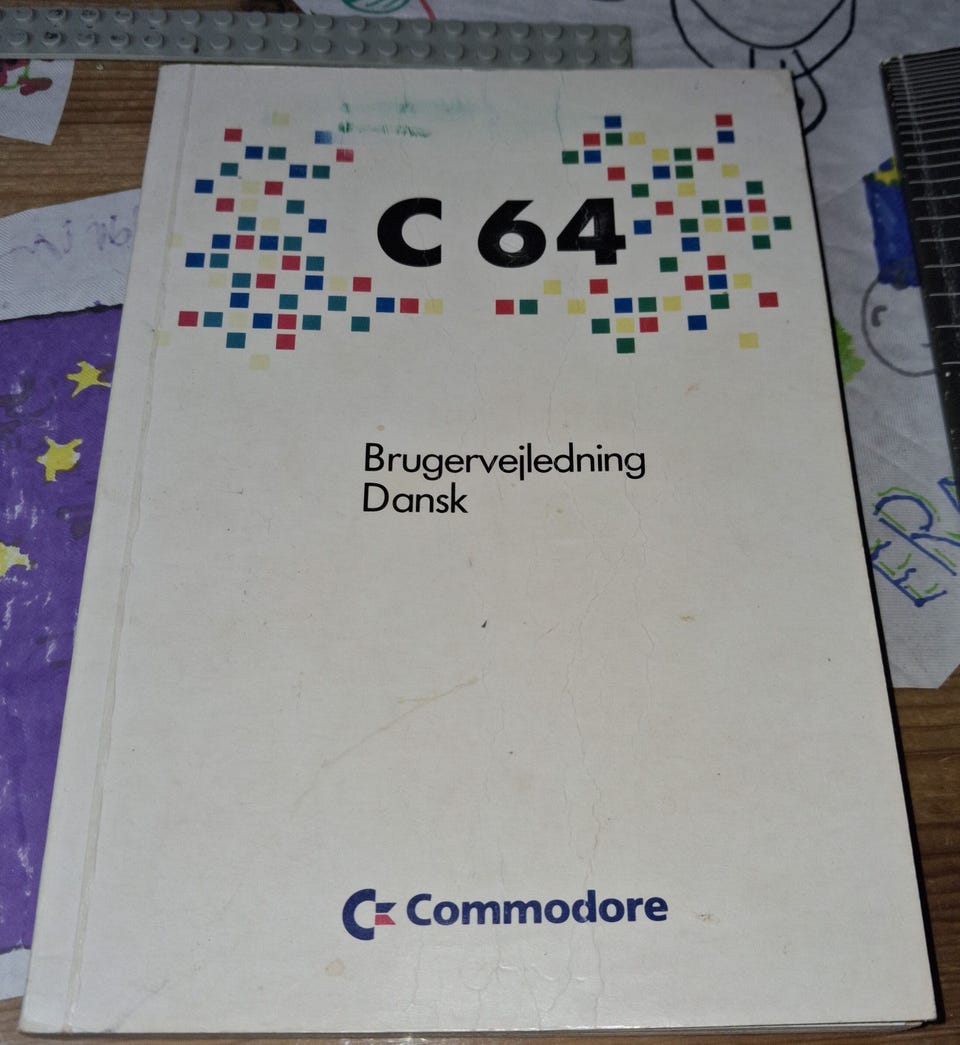 C 64
Brugervejledning
Dansk
Commodore